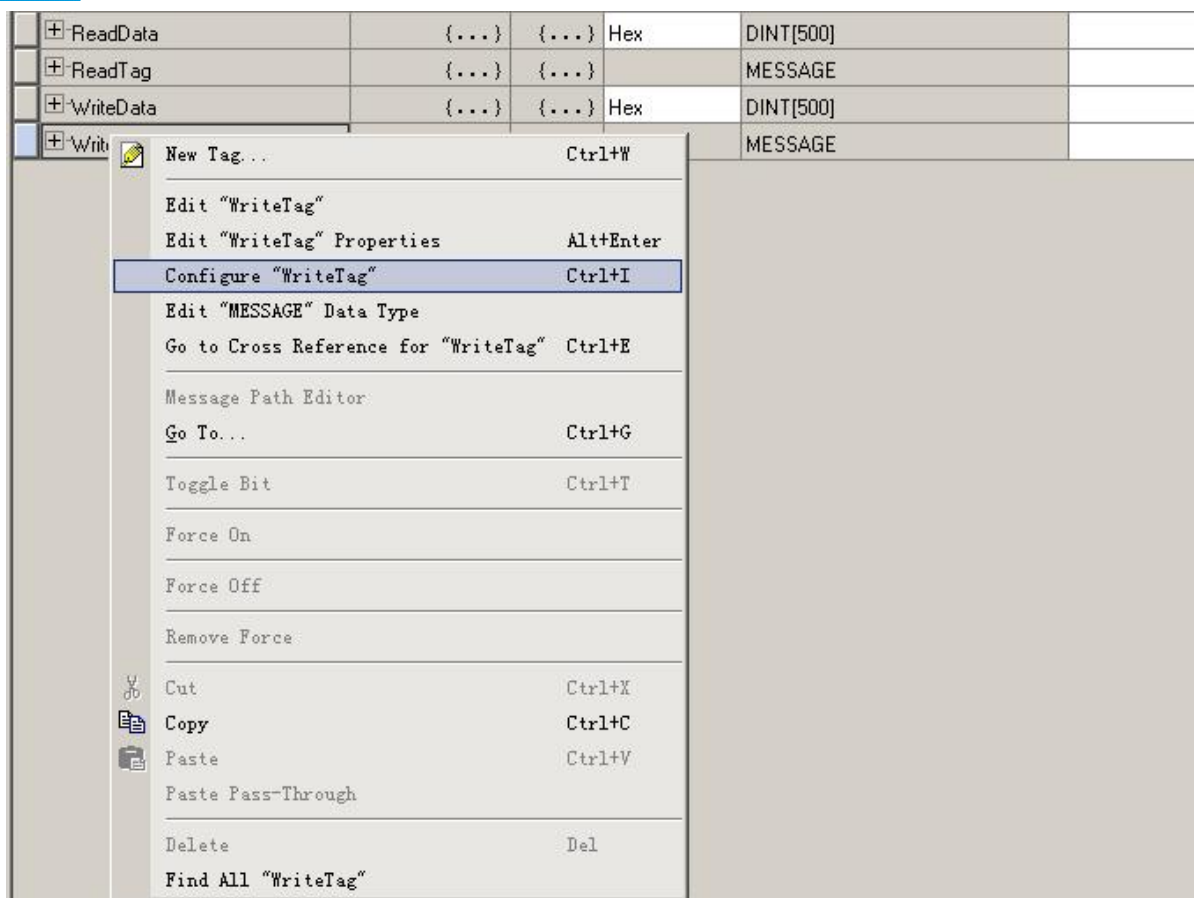 ReadData {...} {...} Hex DINT[500]
ReadTag {...} {...} MESSAGE
WriteData {...} {...} Hex DINT[500]
Write MESSAGE
New Tag... Ctrl+W
Edit "WriteTag"
Edit "WriteTag" Properties Alt+Enter
Configure "WriteTag" Ctrl+I
Edit "MESSAGE" Data Type
Go to Cross Reference for "WriteTag" Ctrl+E
Message Path Editor
Go To... Ctrl+G
Toggle Bit Ctrl+T
Force On
Force Off
Remove Force
Cut Ctrl+X
Copy Ctrl+C
Paste Ctrl+V
Paste Pass-Through
Delete Del
Find All "WriteTag"